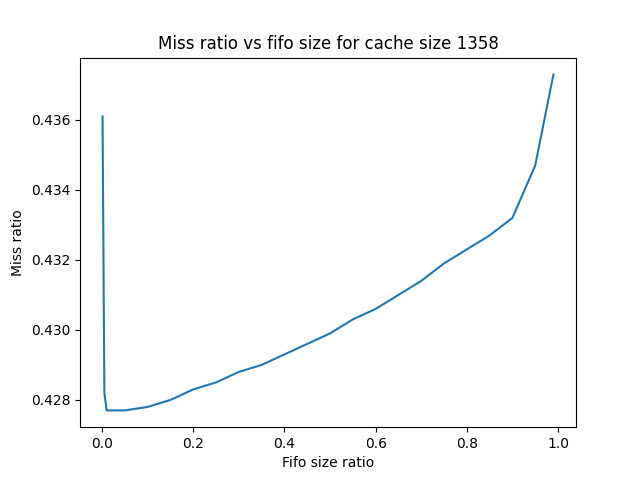 Miss ratio vs fifo size for cache size 1358
Miss ratio
0.436
0.434
0.432
0.430
0.428
0.0 0.2 0.4 0.6 0.8 1.0
Fifo size ratio